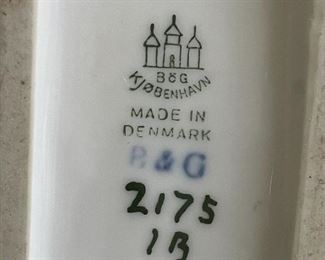 B&G
KJØBENHAVN
MADE IN
DENMARK
B & G
2175
1B